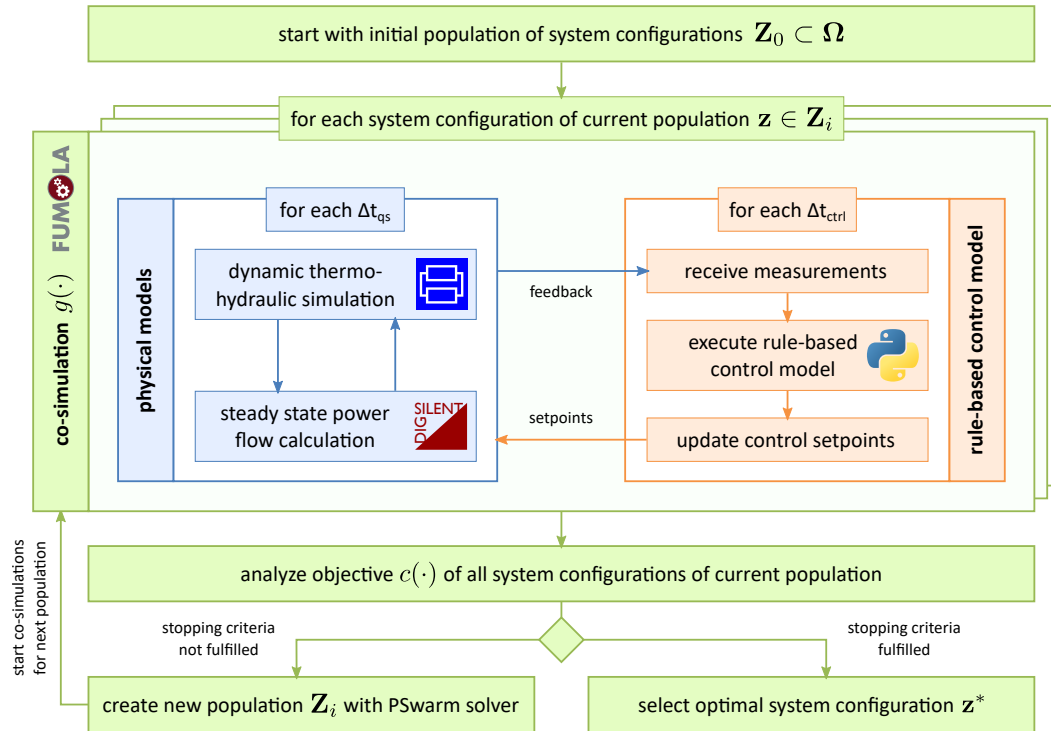 start with initial population of system configurations Z₀ ⊂ Ω
for each system configuration of current population z ∈ Zᵢ
FUMOLA
co-simulation g(·)
physical models
for each Δt_qs
dynamic thermo-
hydraulic simulation
steady state power
flow calculation
DIG
SILENT
feedback
setpoints
for each Δt_ctrl
receive measurements
execute rule-based
control model
update control setpoints
rule-based control model
analyze objective c(·) of all system configurations of current population
stopping criteria
not fulfilled
stopping criteria
fulfilled
start co-simulations
for next population
create new population Zᵢ with PSwarm solver
select optimal system configuration z*